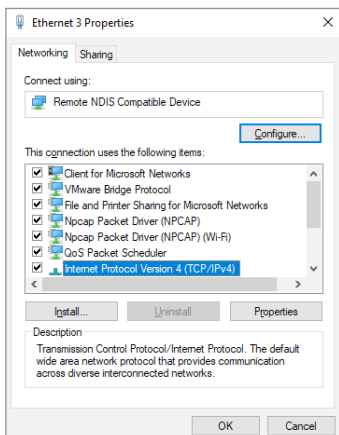 Ethernet 3 Properties
Networking Sharing
Connect using:
Remote NDIS Compatible Device
Configure...
This connection uses the following items:
Client for Microsoft Networks
VMware Bridge Protocol
File and Printer Sharing for Microsoft Networks
Npcap Packet Driver (NPCAP)
Npcap Packet Driver (NPCAP) (Wi-Fi)
QoS Packet Scheduler
Internet Protocol Version 4 (TCP/IPv4)
Install... Uninstall Properties
Description
Transmission Control Protocol/Internet Protocol. The default
wide area network protocol that provides communication
across diverse interconnected networks.
OK Cancel